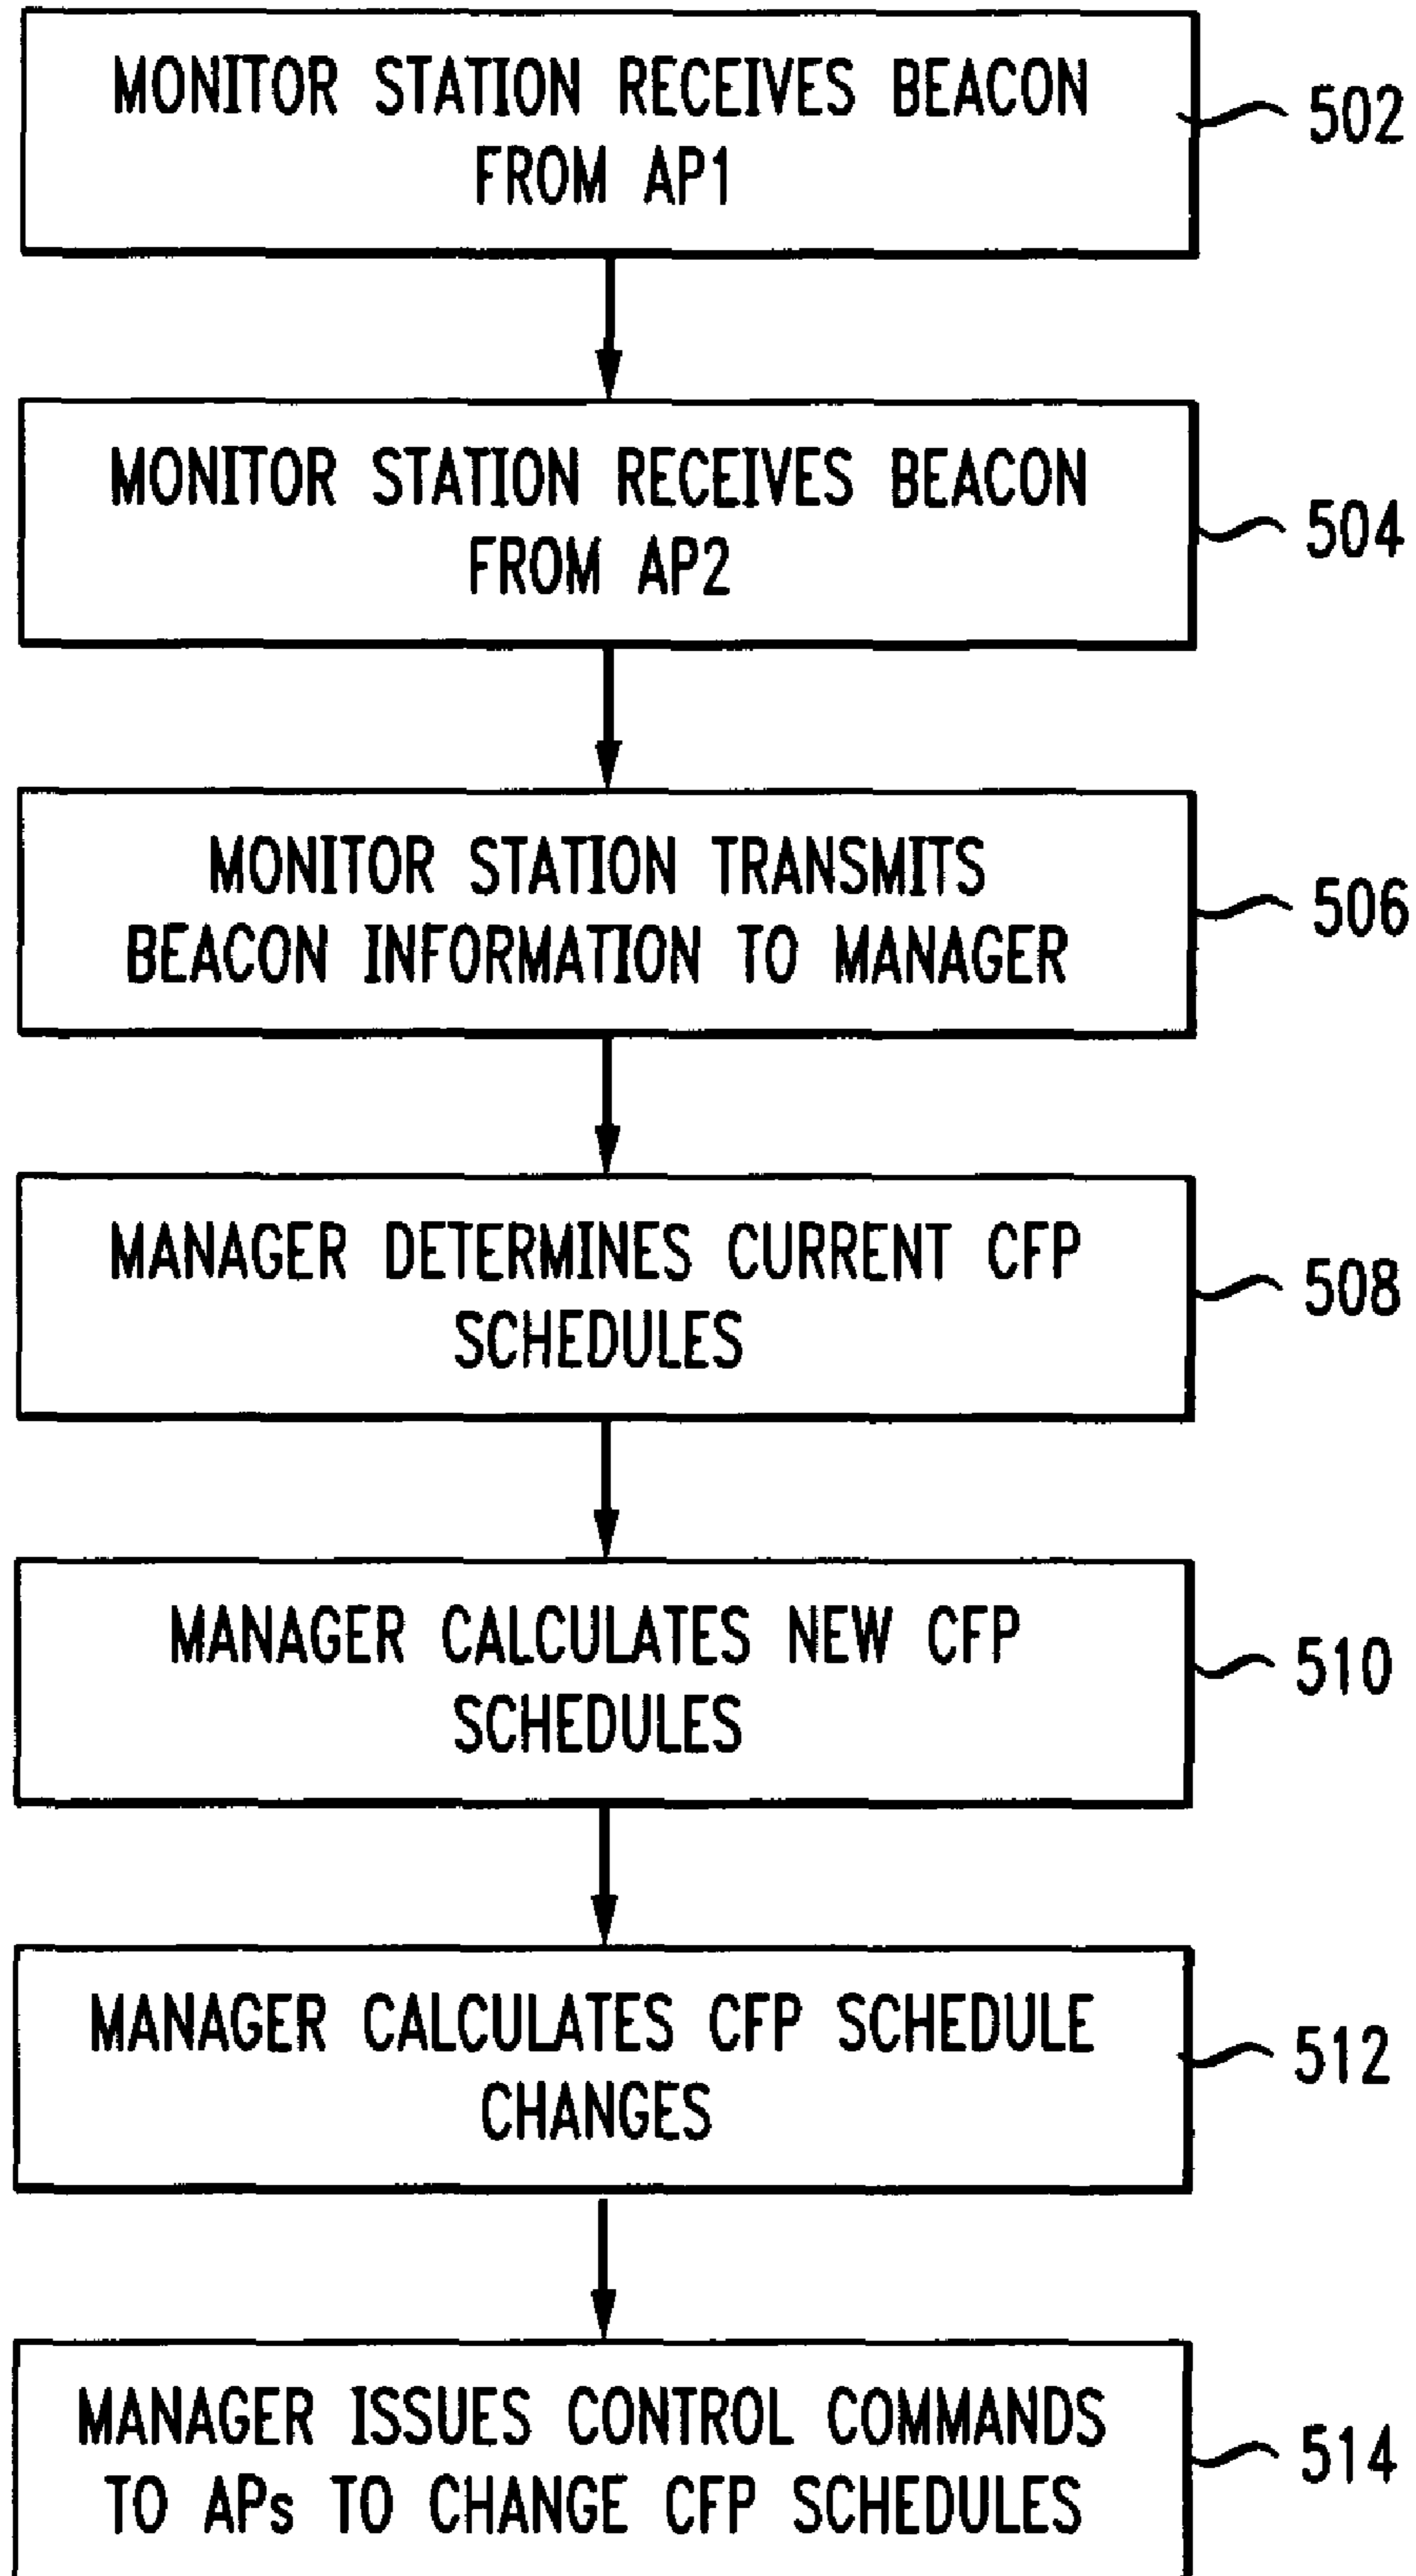 MONITOR STATION RECEIVES BEACON
FROM AP1
502
MONITOR STATION RECEIVES BEACON
FROM AP2
504
MONITOR STATION TRANSMITS
BEACON INFORMATION TO MANAGER
506
MANAGER DETERMINES CURRENT CFP
SCHEDULES
508
MANAGER CALCULATES NEW CFP
SCHEDULES
510
MANAGER CALCULATES CFP SCHEDULE
CHANGES
512
MANAGER ISSUES CONTROL COMMANDS
TO APs TO CHANGE CFP SCHEDULES
514